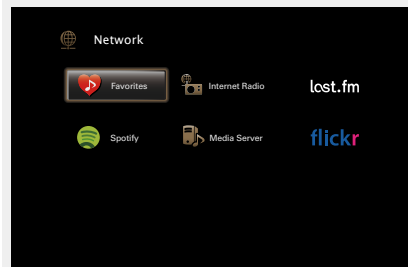 Network
Favorites Internet Radio last.fm
Spotify Media Server flickr